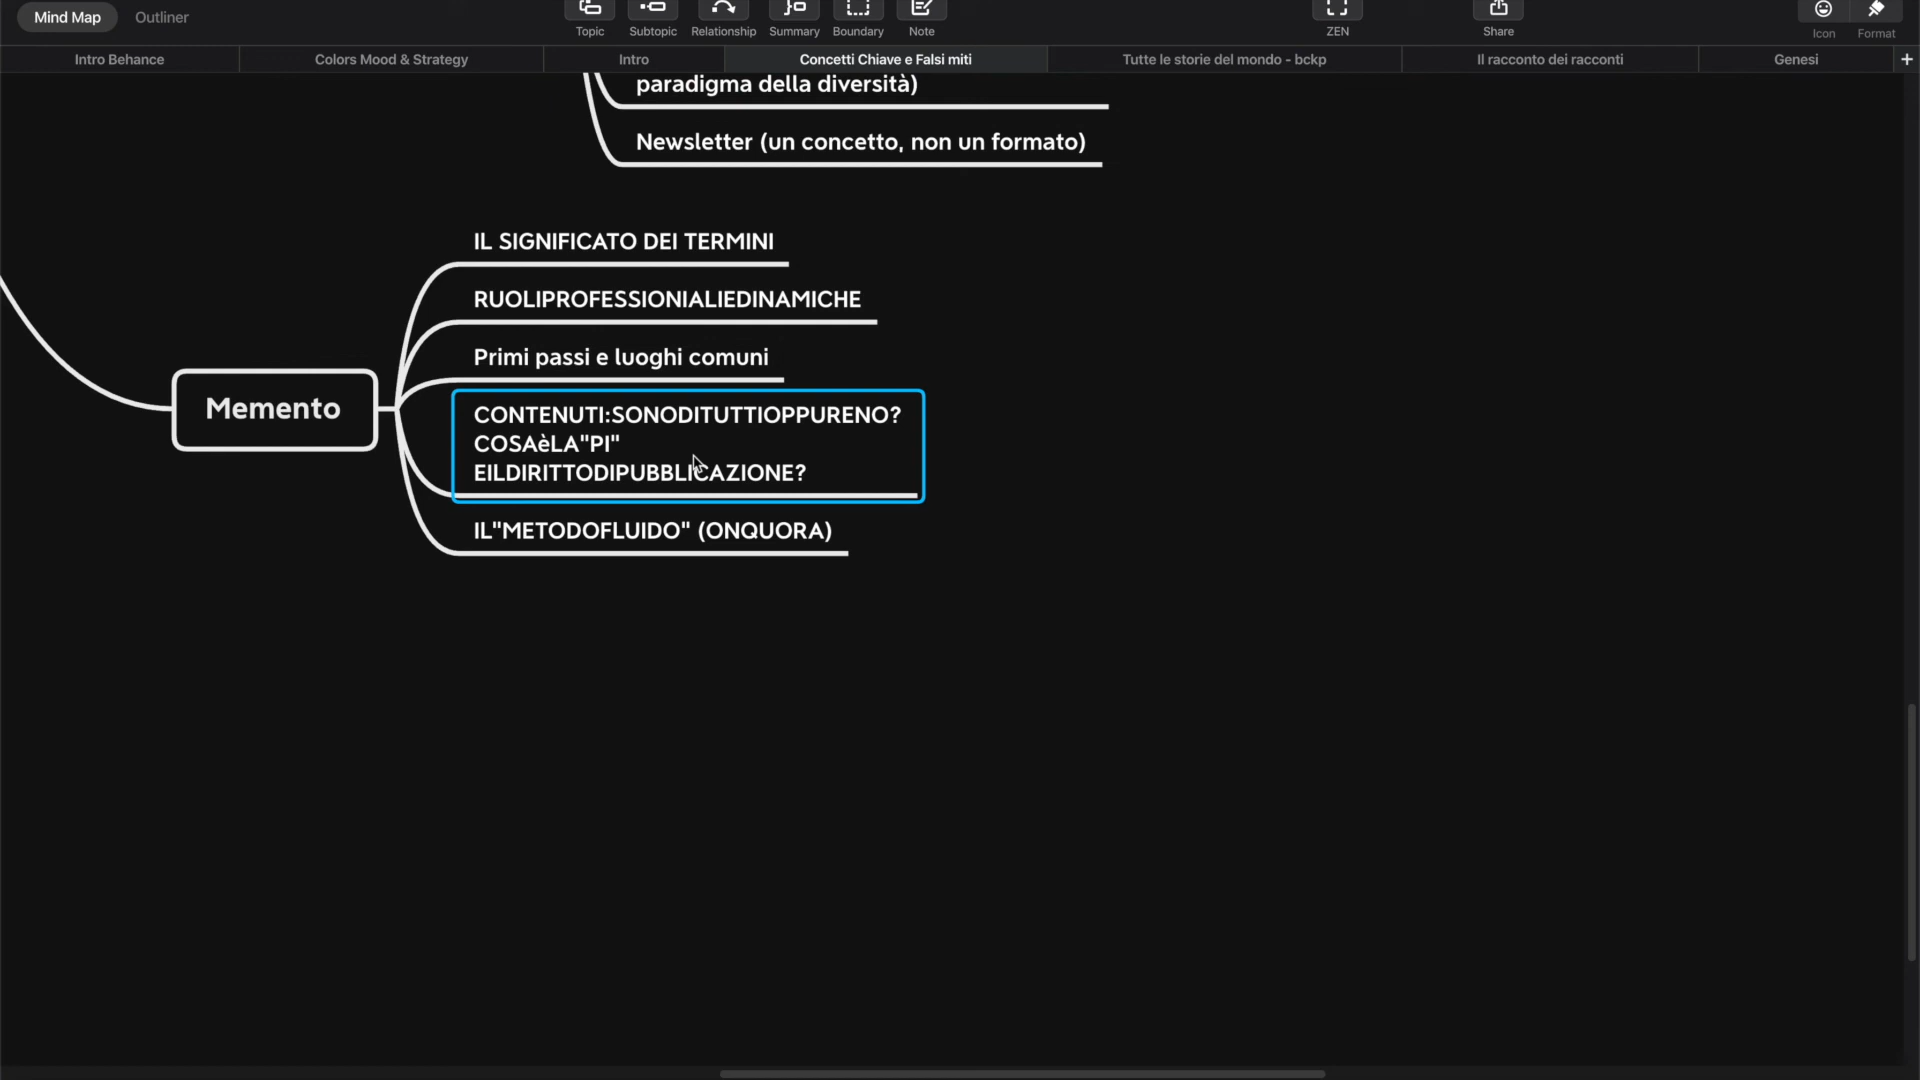 Mind Map
Outliner
Topic
Subtopic
Relationship
Summary
Boundary
Note
ZEN
Share
Icon
Format
Intro Behance
Colors Mood & Strategy
Intro
Concetti Chiave e Falsi miti
Tutte le storie del mondo - bckp
Il racconto dei racconti
Genesi
paradigma della diversità)
Newsletter (un concetto, non un formato)
Memento
IL SIGNIFICATO DEI TERMINI
RUOLIPROFESSIONIALIEDINAMICHE
Primi passi e luoghi comuni
CONTENUTI:SONODITUTTIOPPURENO?
COSAèLA"PI"
EILDIRITTODIPUBBLICAZIONE?
IL"METODOFLUIDO" (ONQUORA)